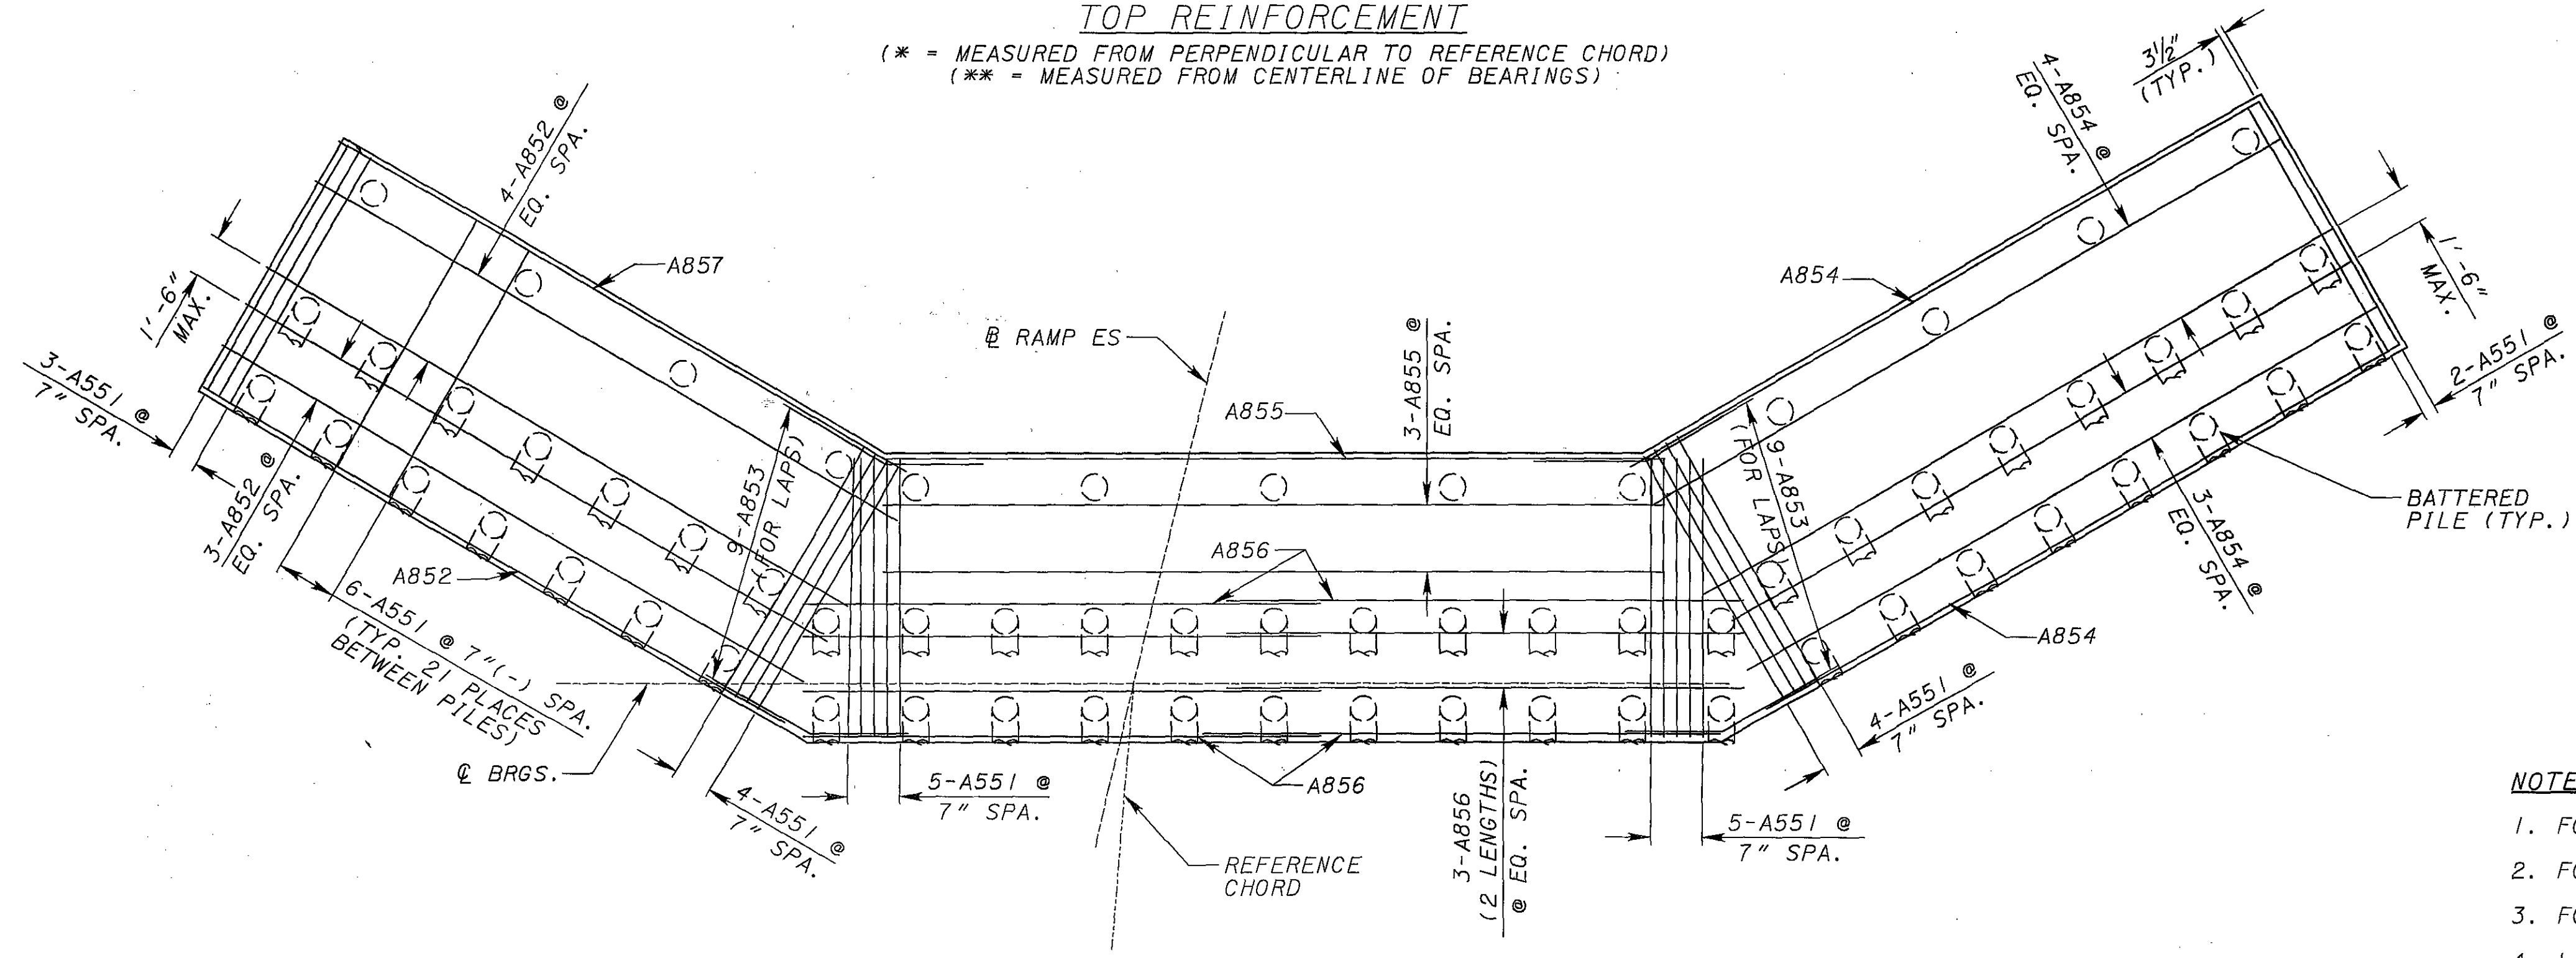 TOP REINFORCEMENT
(* = MEASURED FROM PERPENDICULAR TO REFERENCE CHORD)
(** = MEASURED FROM CENTERLINE OF BEARINGS)
3½"
(TYP.)
4-A852 @
EQ. SPA.
4-A854 @
EQ. SPA.
A857
A854
1'-6"
MAX.
1'-6"
MAX.
℄ RAMP ES
3-A855 @
EQ. SPA.
3-A551 @
7" SPA.
2-A551 @
7" SPA.
A855
9-A853
(FOR LAPS)
9-A853
(FOR LAPS)
3-A852 @
EQ. SPA.
BATTERED
PILE (TYP.)
3-A854 @
EQ. SPA.
A856
A852
6-A551 @ 7"(-) SPA.
(TYP. 21 PLACES
BETWEEN PILES)
A854
℄ BRGS.
4-A551 @
7" SPA.
5-A551 @
7" SPA.
A856
3-A856
(2 LENGTHS)
@ EQ. SPA.
4-A551 @
7" SPA.
5-A551 @
7" SPA.
REFERENCE
CHORD
NOTE
1. FO
2. FO
3. FO